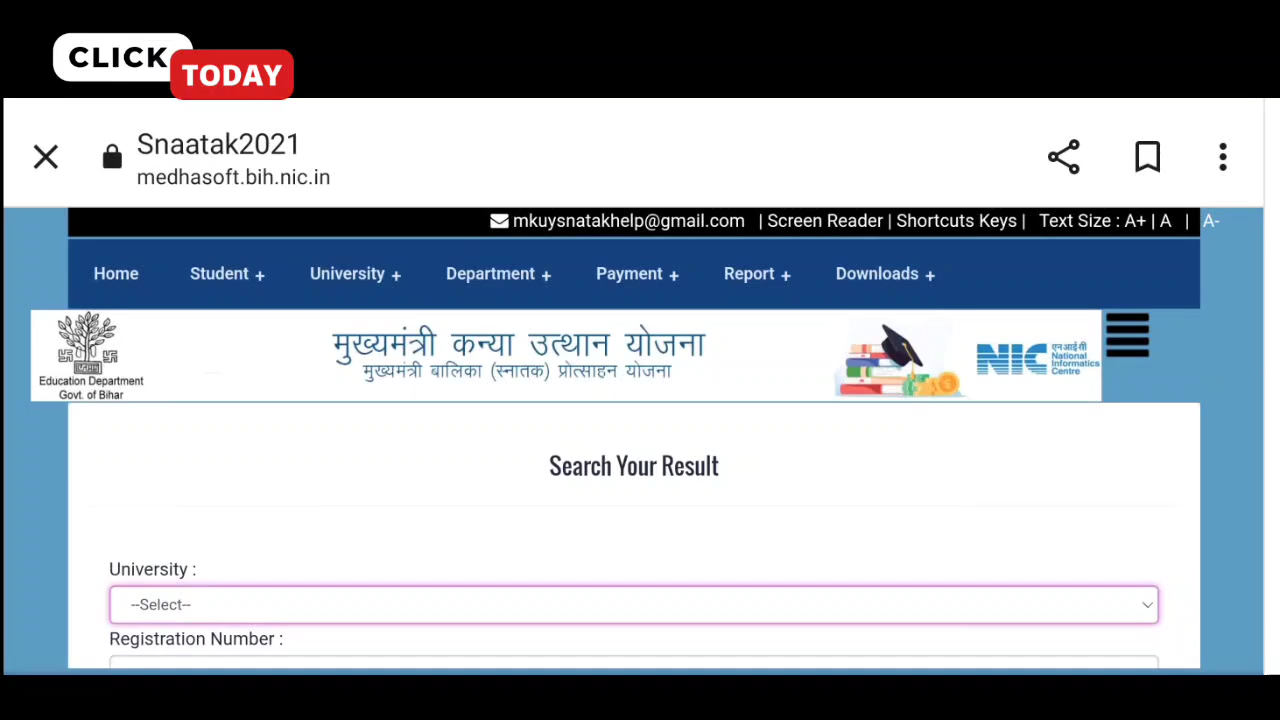 CLICK
TODAY
Snaatak2021
medhasoft.bih.nic.in
mkuysnatakhelp@gmail.com | Screen Reader | Shortcuts Keys | Text Size : A+ | A | A-
Home Student + University + Department + Payment + Report + Downloads +
मुख्यमंत्री कन्या उत्थान योजना
मुख्यमंत्री बालिका (स्नातक) प्रोत्साहन योजना
Education Department
Govt. of Bihar
NIC एन आई सी
National
Informatics
Centre
Search Your Result
University :
--Select--
Registration Number :